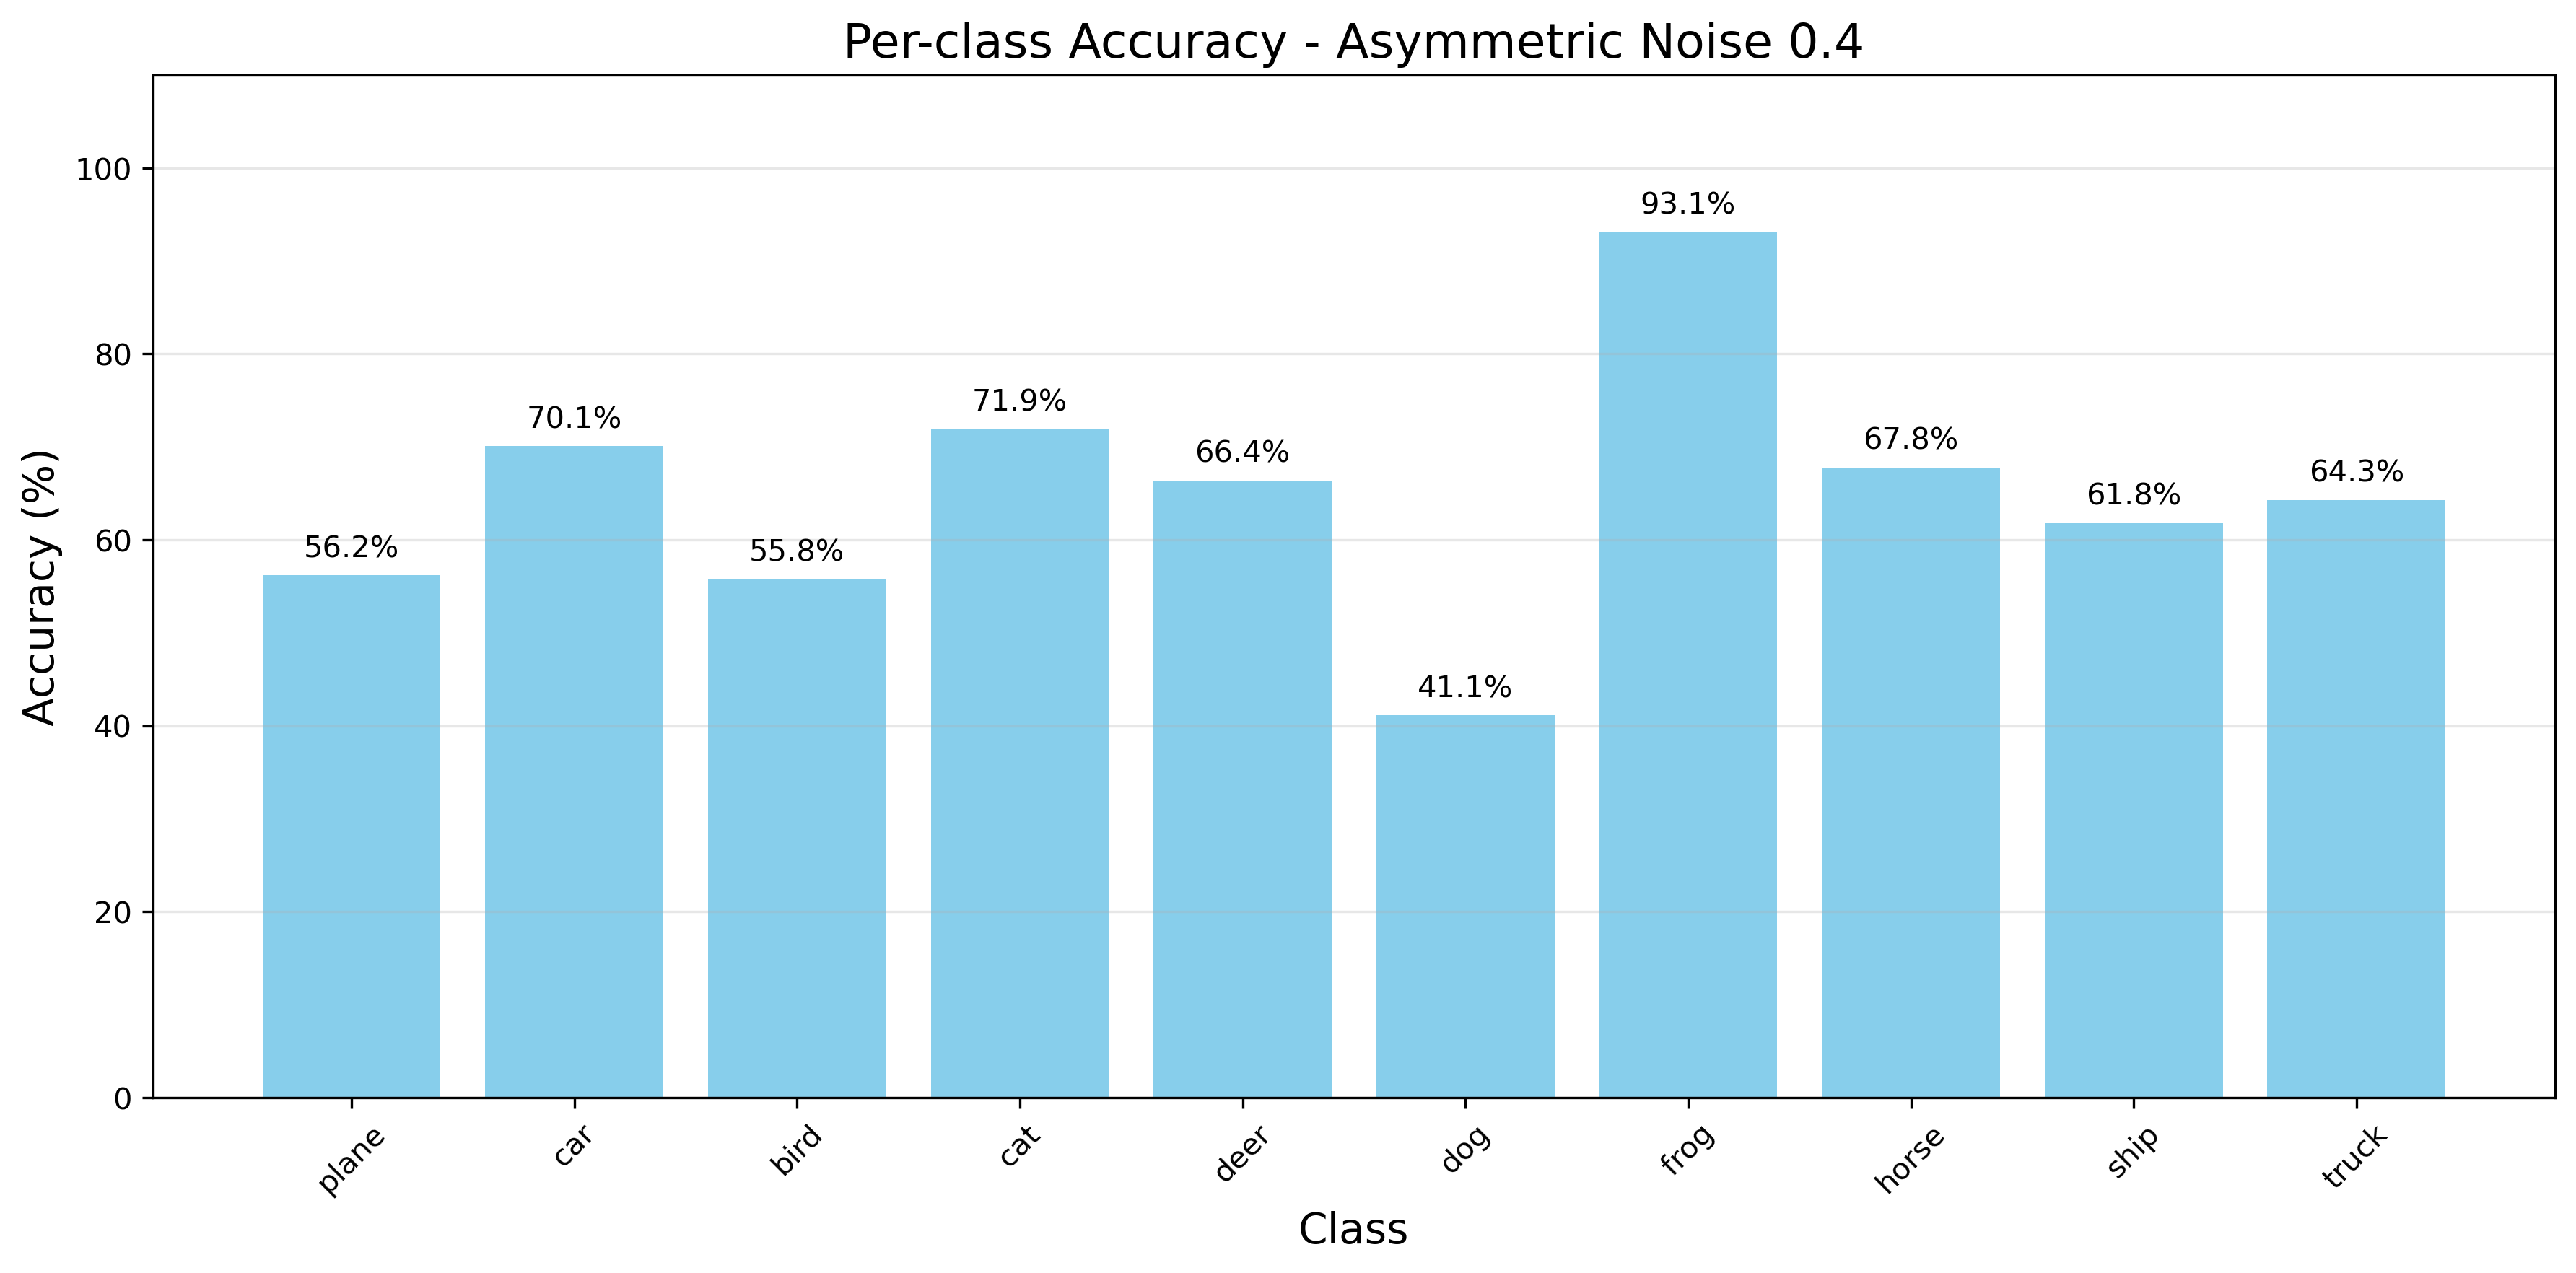 Per-class Accuracy - Asymmetric Noise 0.4
Accuracy (%)
100
80
60
40
20
0
56.2%
70.1%
55.8%
71.9%
66.4%
41.1%
93.1%
67.8%
61.8%
64.3%
plane
car
bird
cat
deer
dog
frog
horse
ship
truck
Class